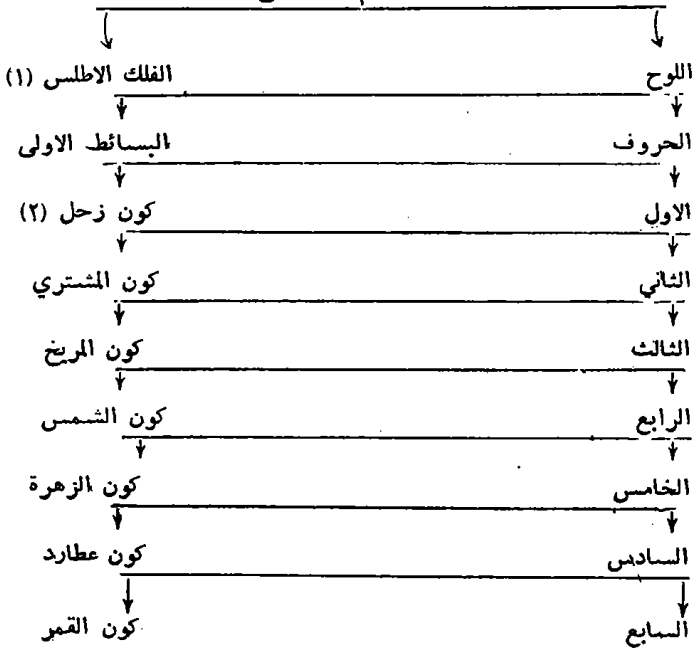 اللوح الفلك الاطلس (١)
الحروف البسائط الاولى
الاول كون زحل (٢)
الثاني كون المشتري
الثالث كون المريخ
الرابع كون الشمس
الخامس كون الزهرة
السادس كون عطارد
السابع كون القمر